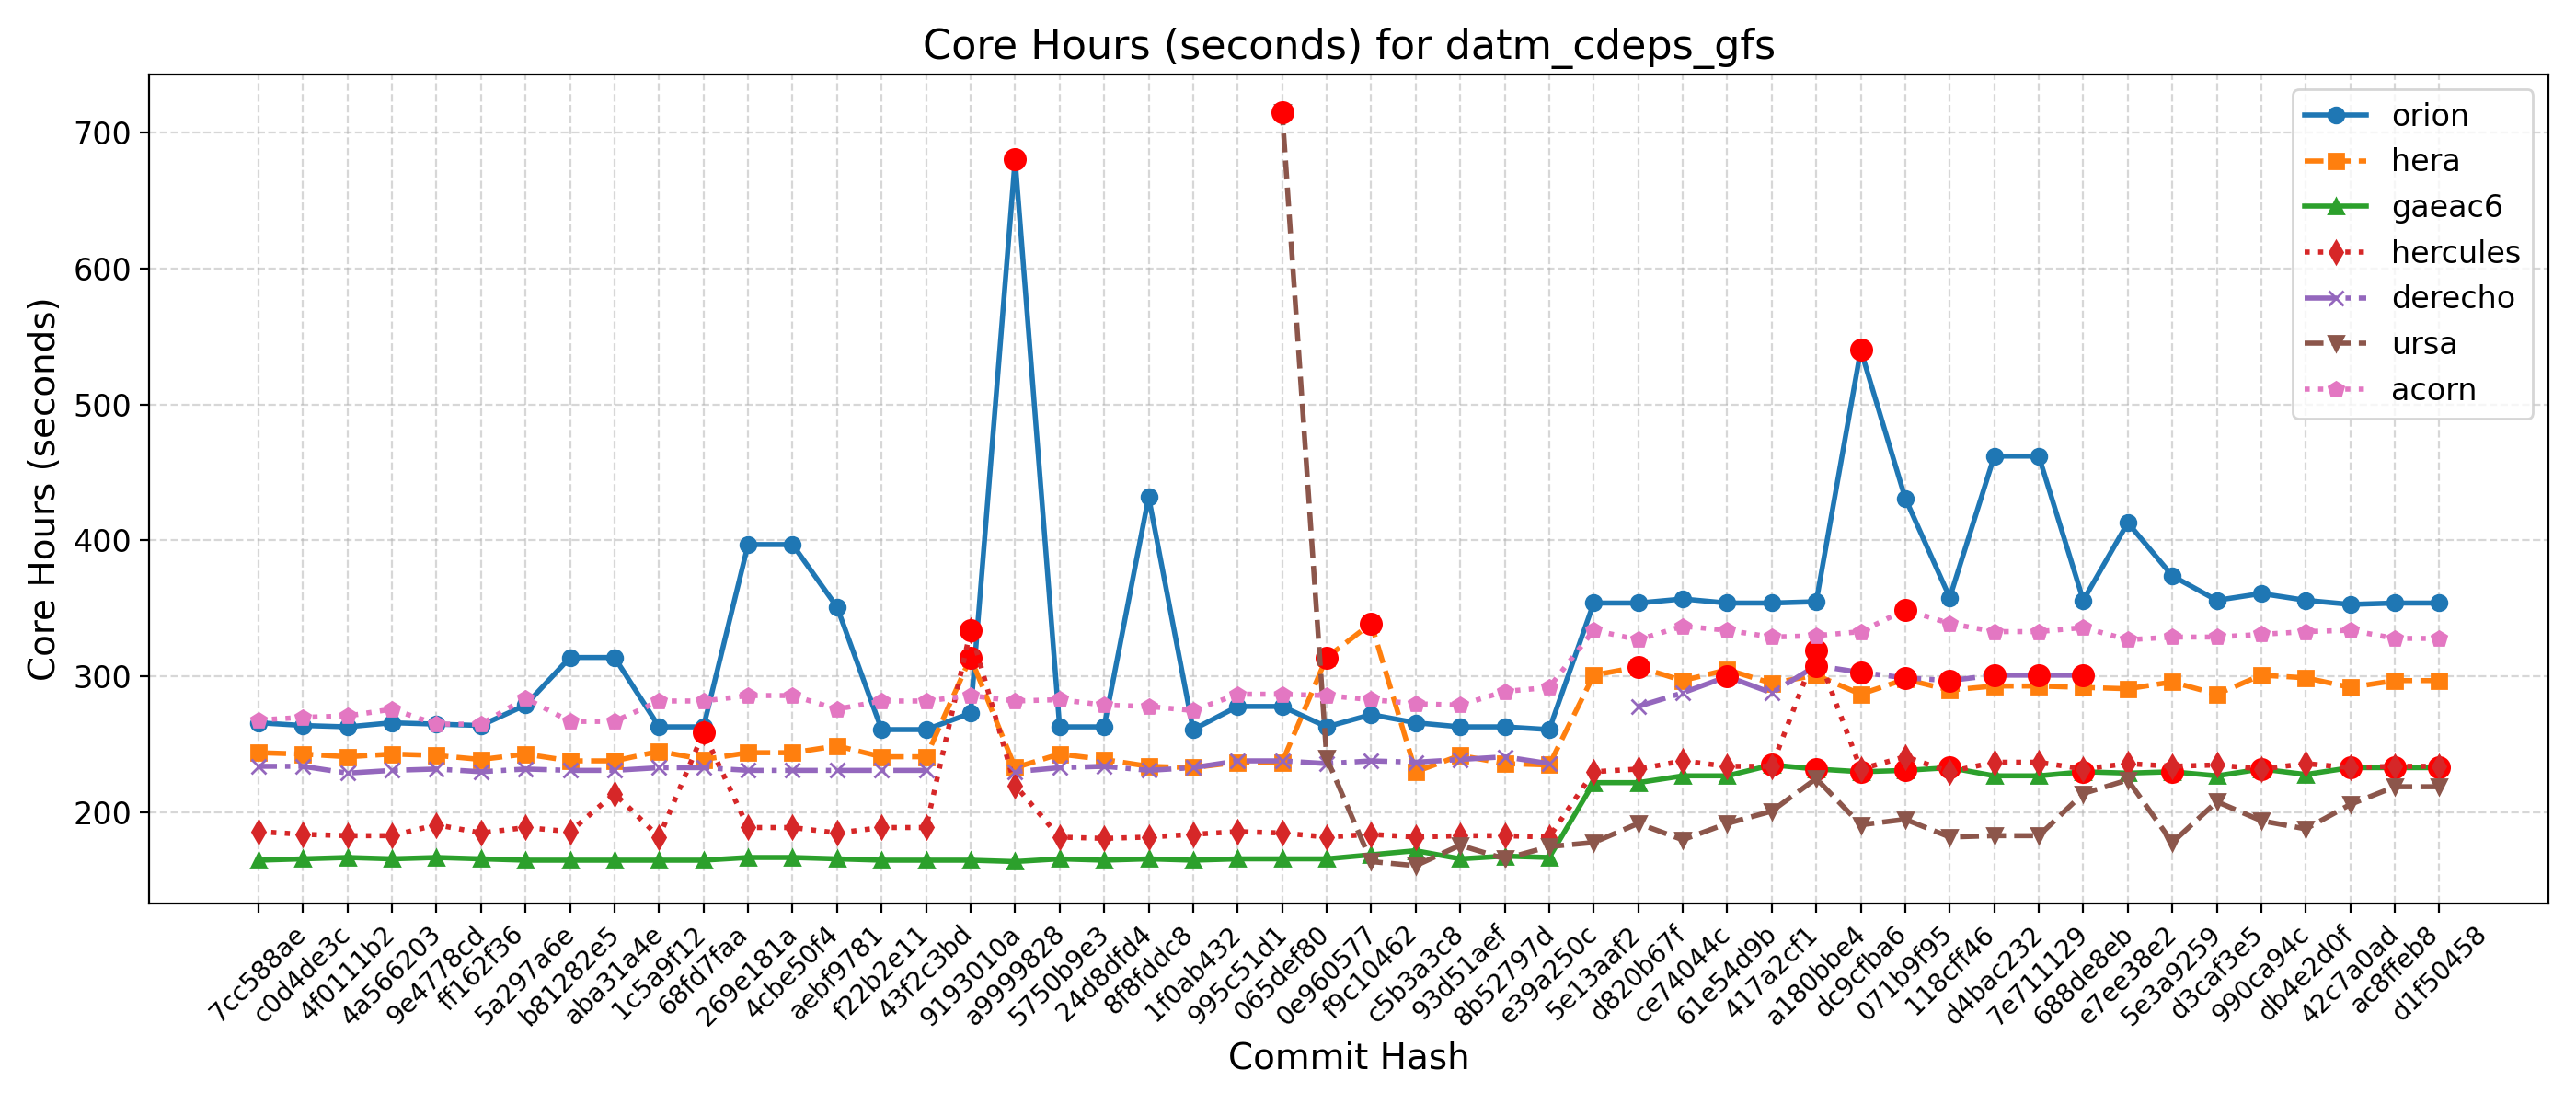 Core Hours (seconds) for datm_cdeps_gfs
Core Hours (seconds)
700
600
500
400
300
200
orion
hera
gaeac6
hercules
derecho
ursa
acorn
7cc588ae
c0d4de3c
4f0111b2
4a566203
9e4778cd
ff162f36
5a297a6e
b81282e5
aba31a4e
1c5a9f12
68fd7faa
269e181a
4cbe50f4
aebf9781
f22b2e11
43f2c3bd
9193010a
a9999828
5750b9e3
24d8dfd4
8f8fddc8
1f0ab432
995c51d1
065def80
0e960577
f9c10462
c5b3a3c8
93d51aef
8b52797d
e39a250c
5e13aaf2
d820b67f
ce74044c
61e54d9b
417a2cf1
a180bbe4
dc9cfba6
071b9f95
118cff46
d4bac232
7e711129
688de8eb
e7ee38e2
5e3a9259
d3caf3e5
990ca94c
db4e2d0f
42c7a0ad
ac8ffeb8
d1f50458
Commit Hash